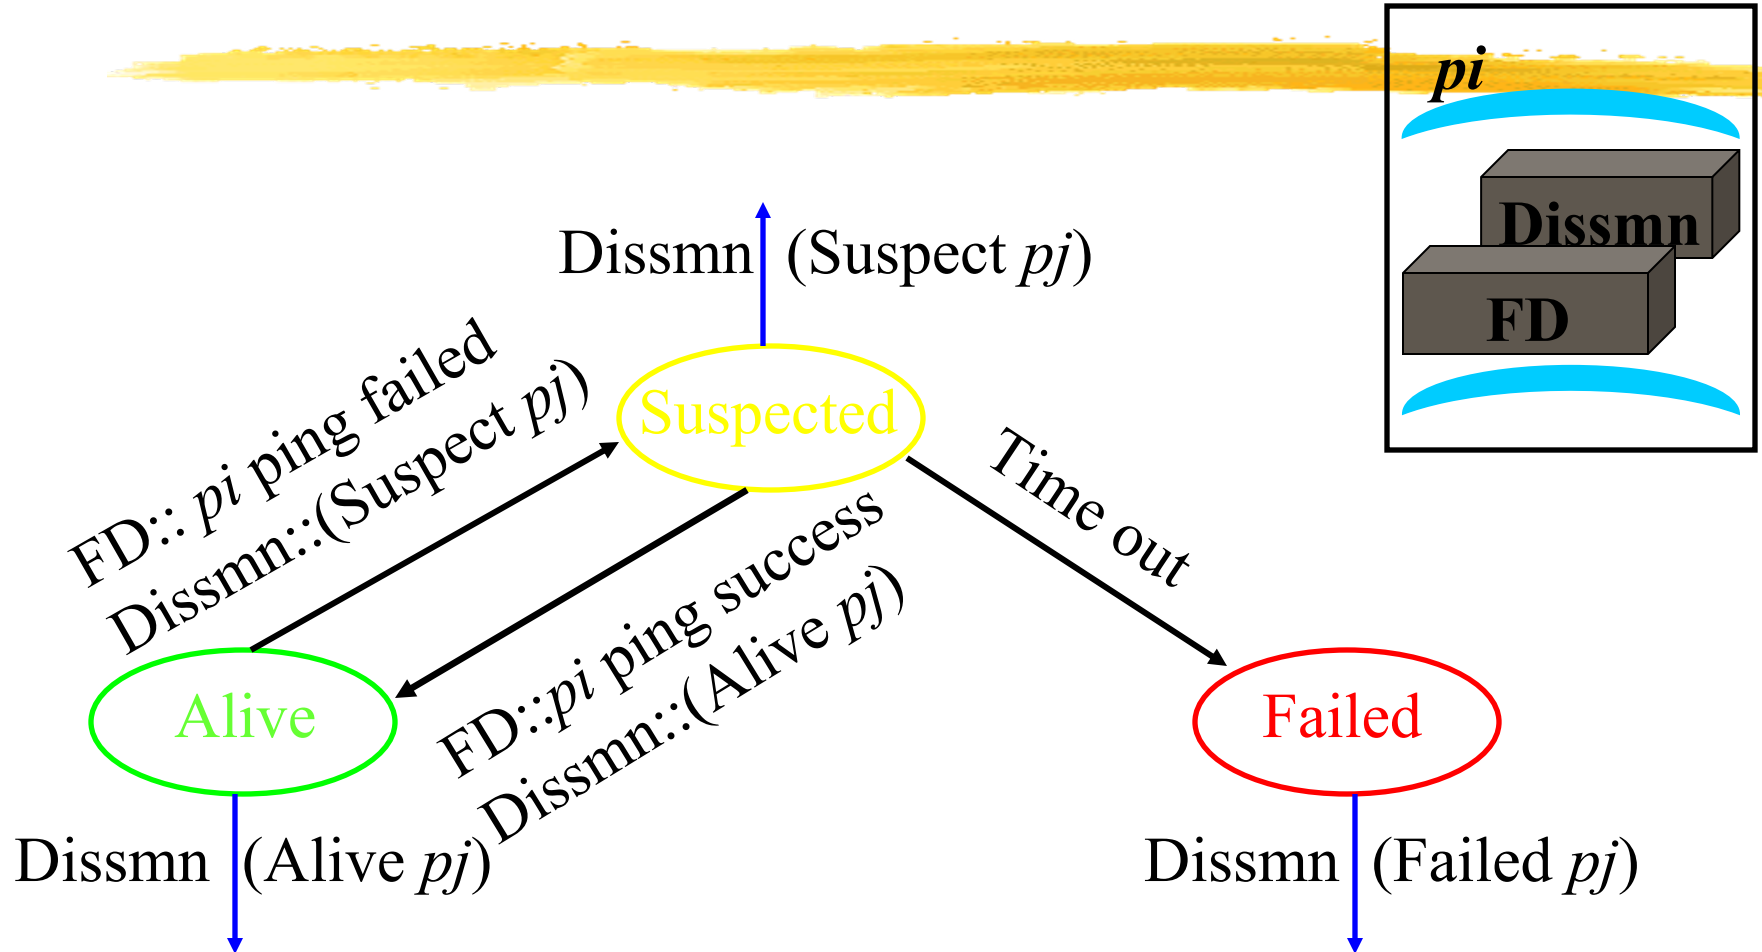 pi
Dissmn
FD
Dissmn (Suspect pj)
FD:: pi ping failed
Dissmn::(Suspect pj)
Suspected
Time out
FD::pi ping success
Dissmn::(Alive pj)
Alive
Failed
Dissmn (Alive pj)
Dissmn (Failed pj)